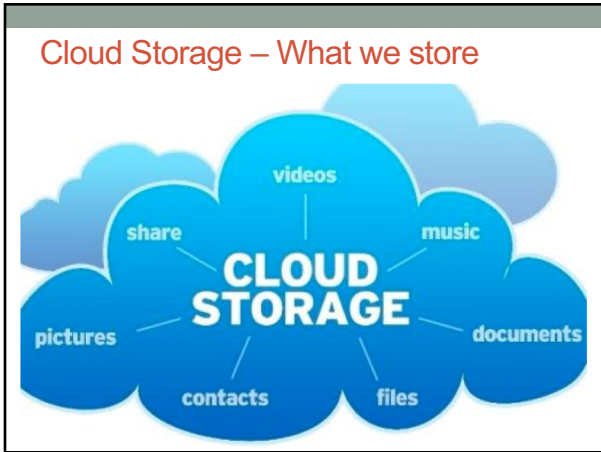 Cloud Storage – What we store
videos
share
music
CLOUD
STORAGE
pictures
documents
contacts
files